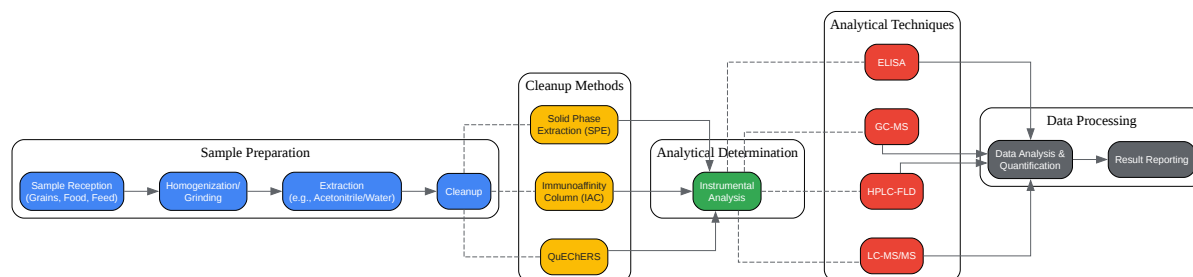 Sample Preparation
Sample Reception
(Grains, Food, Feed)
Homogenization/
Grinding
Extraction
(e.g., Acetonitrile/Water)
Cleanup
Cleanup Methods
Solid Phase
Extraction (SPE)
Immunoaffinity
Column (IAC)
QuEChERS
Analytical Determination
Instrumental
Analysis
Analytical Techniques
ELISA
GC-MS
HPLC-FLD
LC-MS/MS
Data Processing
Data Analysis &
Quantification
Result Reporting